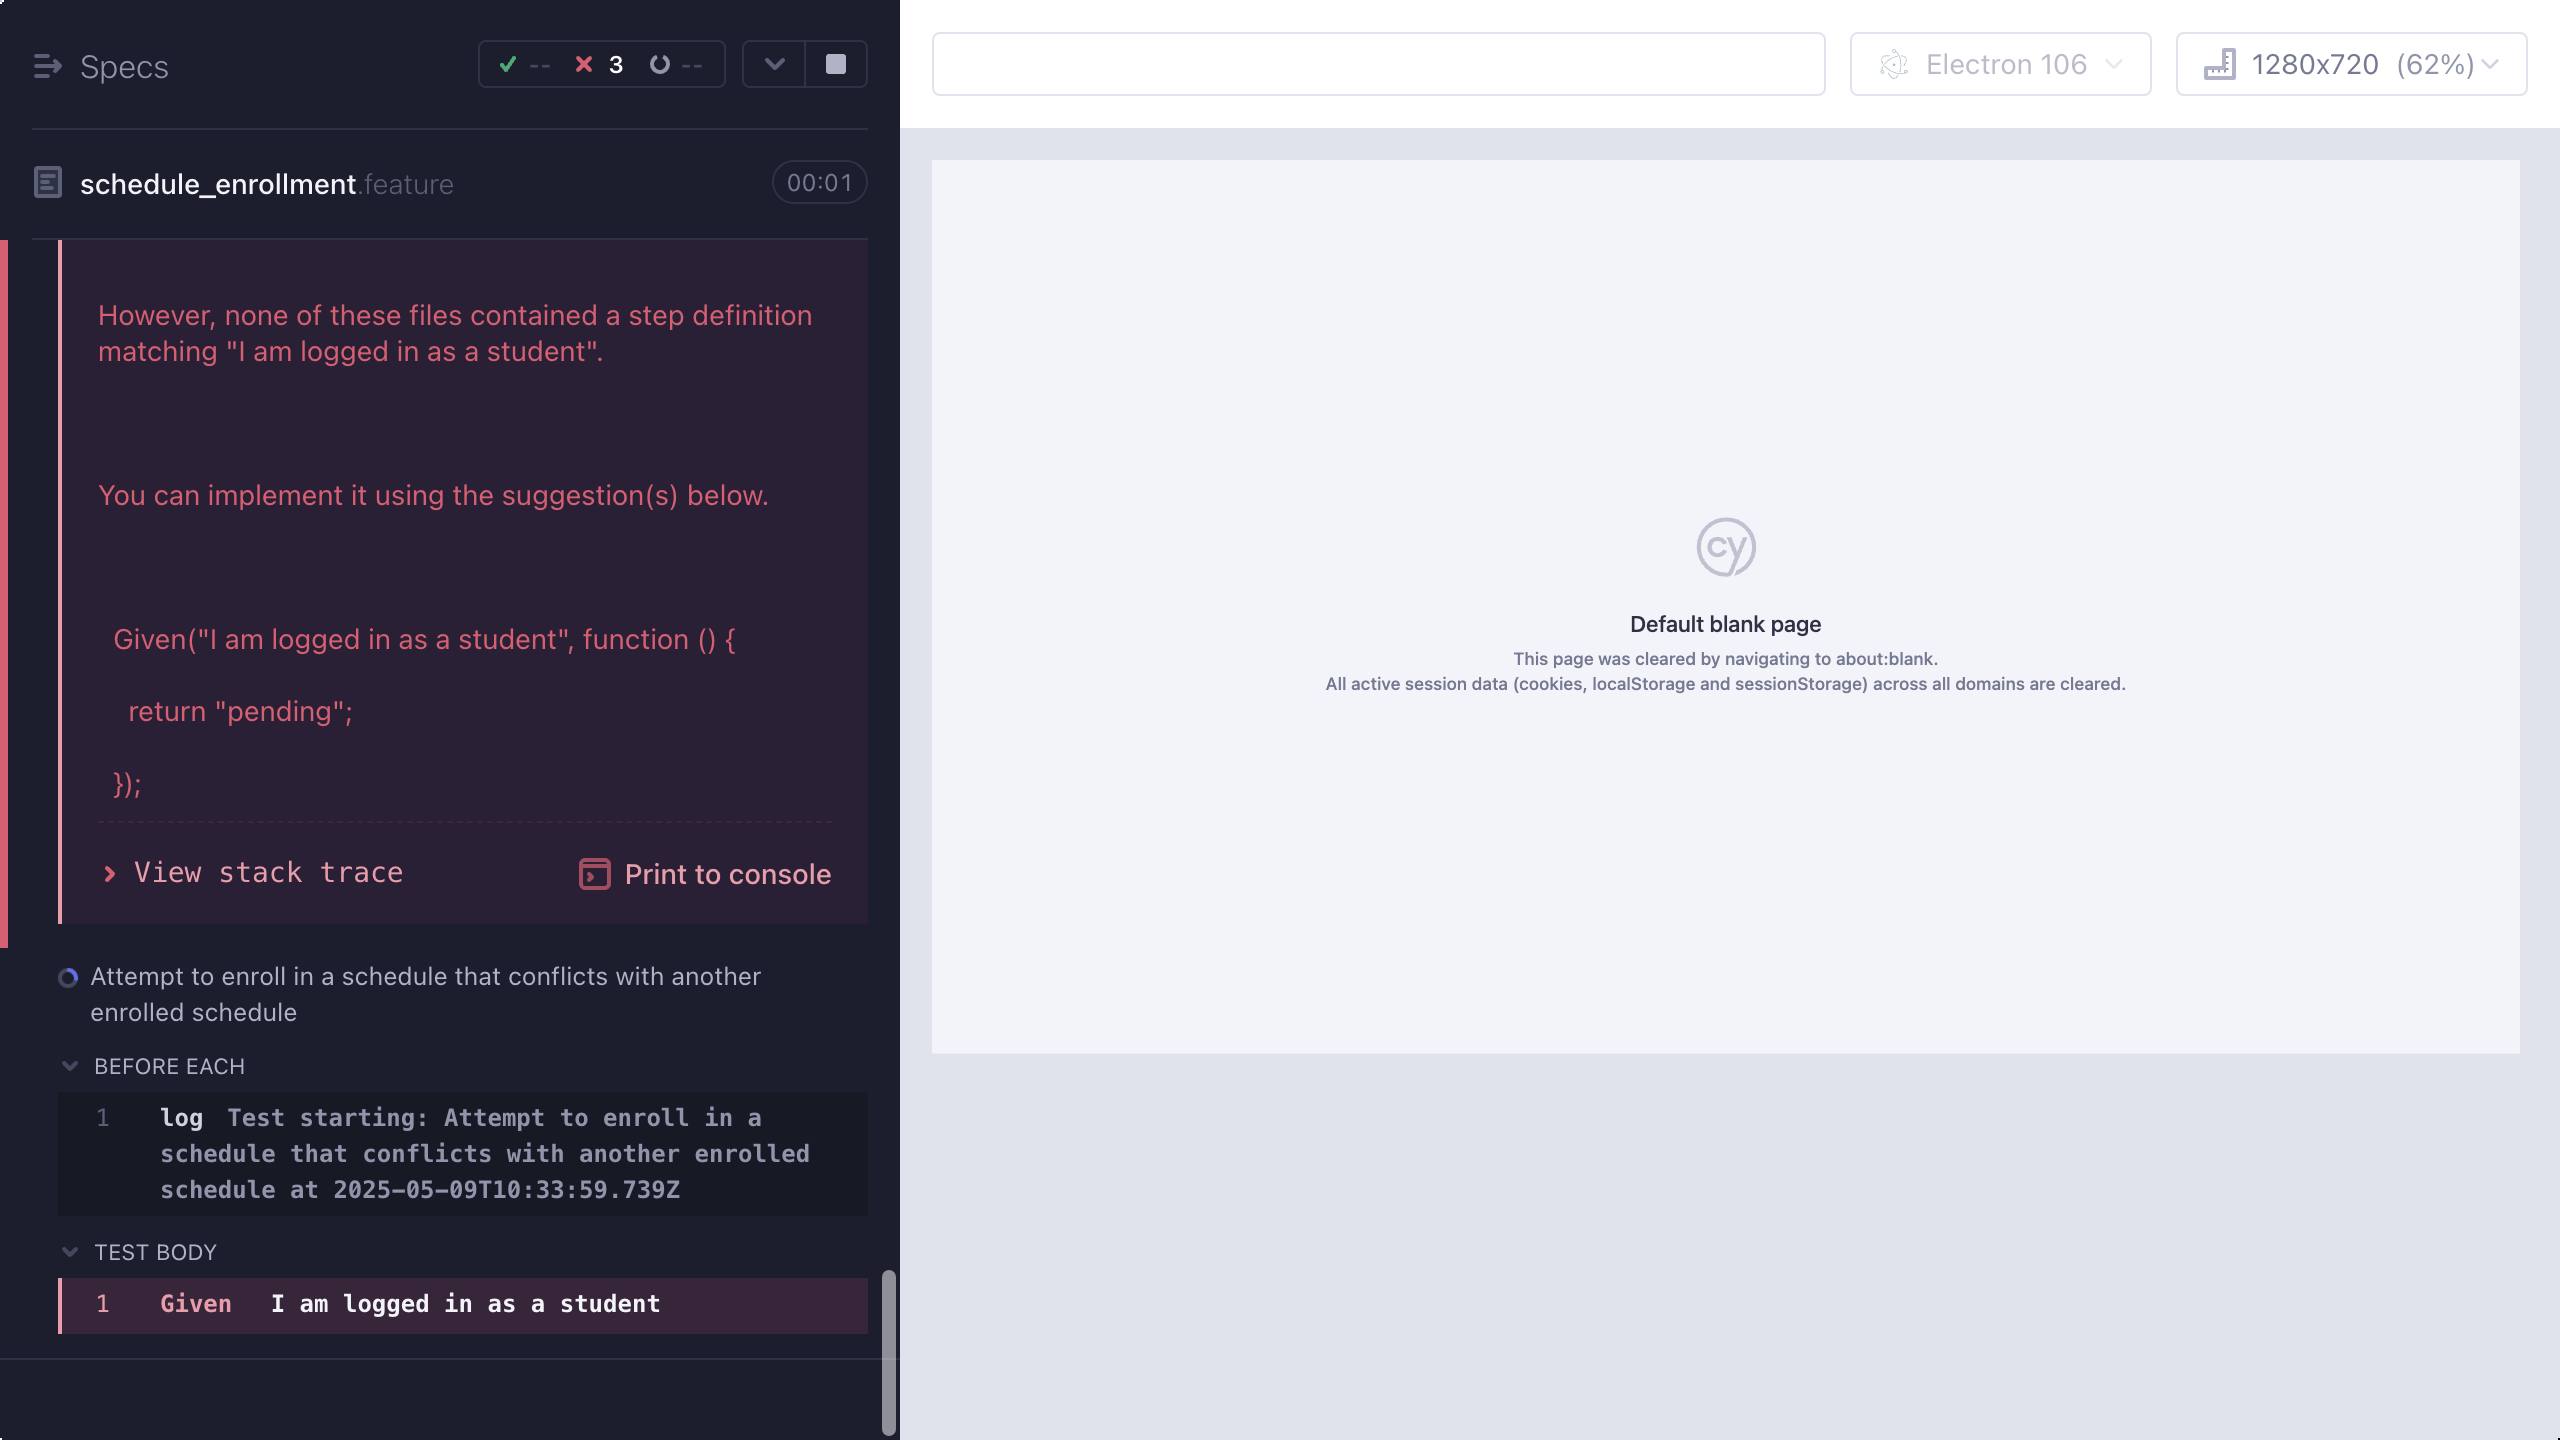 Specs
-- 3 --
schedule_enrollment.feature
00:01
However, none of these files contained a step definition
matching "I am logged in as a student".
You can implement it using the suggestion(s) below.
Given("I am logged in as a student", function () {
return "pending";
});
View stack trace
Print to console
Attempt to enroll in a schedule that conflicts with another
enrolled schedule
BEFORE EACH
1 log Test starting: Attempt to enroll in a
schedule that conflicts with another enrolled
schedule at 2025-05-09T10:33:59.739Z
TEST BODY
1 Given I am logged in as a student
Electron 106
1280x720 (62%)
cy
Default blank page
This page was cleared by navigating to about:blank.
All active session data (cookies, localStorage and sessionStorage) across all domains are cleared.